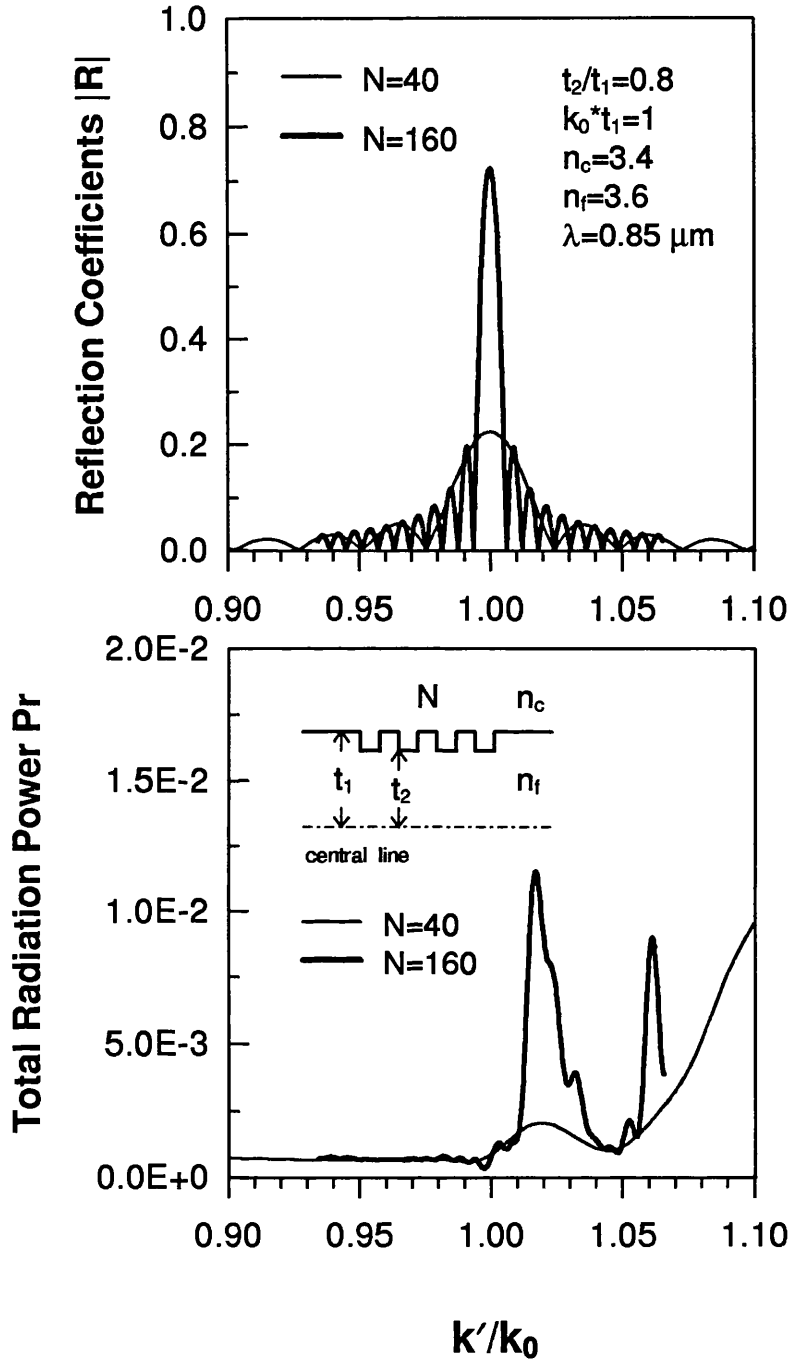 Reflection Coefficients |R|
1.0
0.8
0.6
0.4
0.2
0.0
N=40
N=160
t₂/t₁=0.8
k₀*t₁=1
n_c=3.4
n_f=3.6
λ=0.85 μm
0.90 0.95 1.00 1.05 1.10
Total Radiation Power Pr
2.0E-2
1.5E-2
1.0E-2
5.0E-3
0.0E+0
N n_c
t₁ t₂ n_f
central line
N=40
N=160
0.90 0.95 1.00 1.05 1.10
k′/k₀